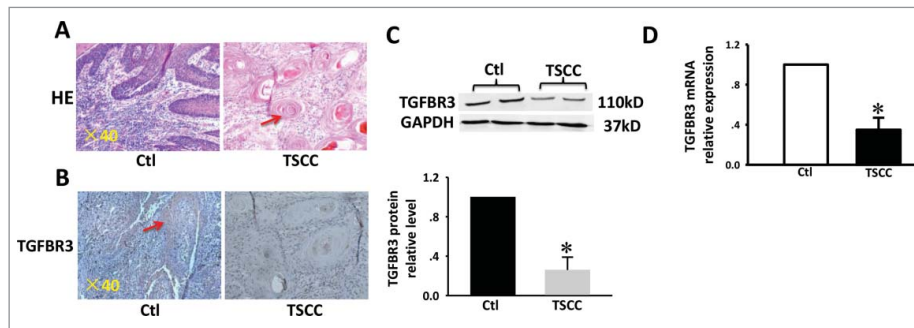 A
HE
×40
Ctl
TSCC
B
TGFBR3
×40
Ctl
TSCC
C
Ctl
TSCC
TGFBR3
110kD
GAPDH
37kD
TGFBR3 protein
relative level
1.2
.8
.4
0.0
*
Ctl
TSCC
D
TGFBR3 mRNA
relative expression
1.2
.8
.4
0.0
*
Ctl
TSCC